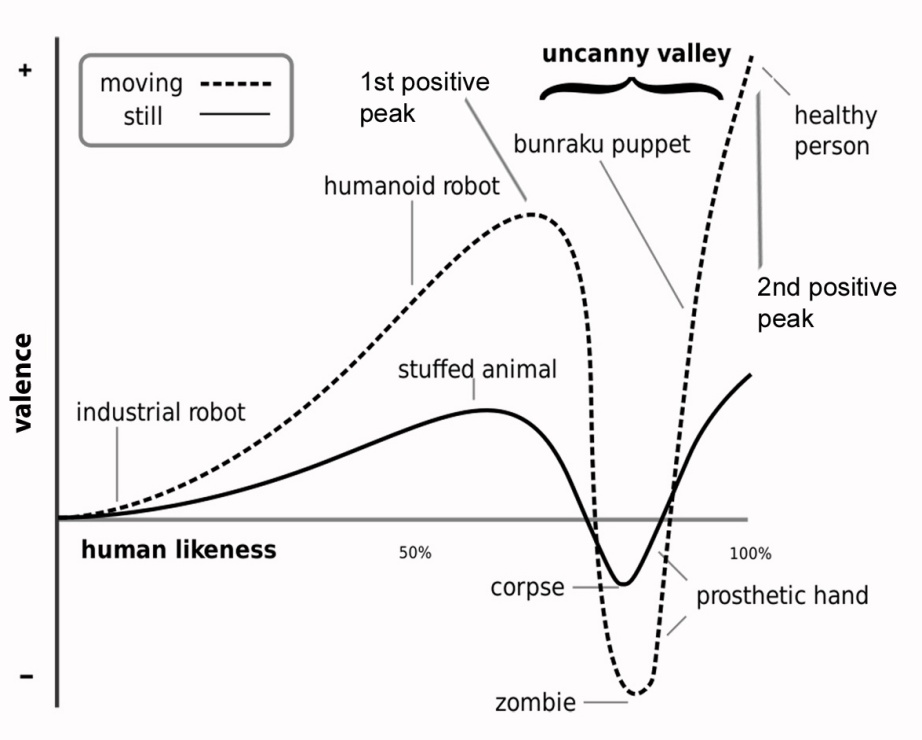 +
moving
still
1st positive
peak
uncanny valley
healthy
person
bunraku puppet
humanoid robot
2nd positive
peak
valence
stuffed animal
industrial robot
human likeness
50%
100%
corpse
prosthetic hand
–
zombie